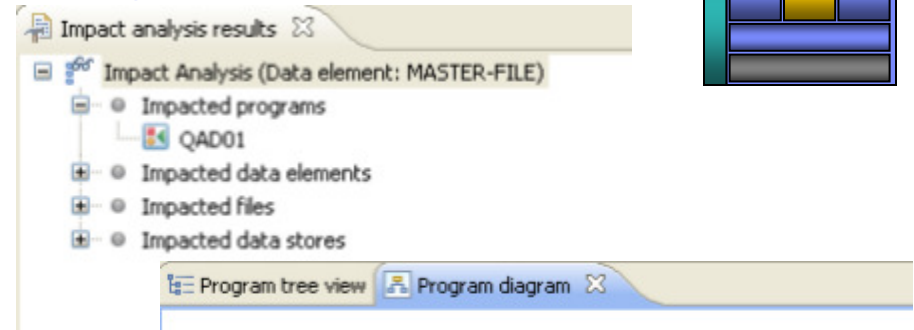 Impact analysis results
Impact Analysis (Data element: MASTER-FILE)
Impacted programs
QAD01
Impacted data elements
Impacted files
Impacted data stores
Program tree view Program diagram